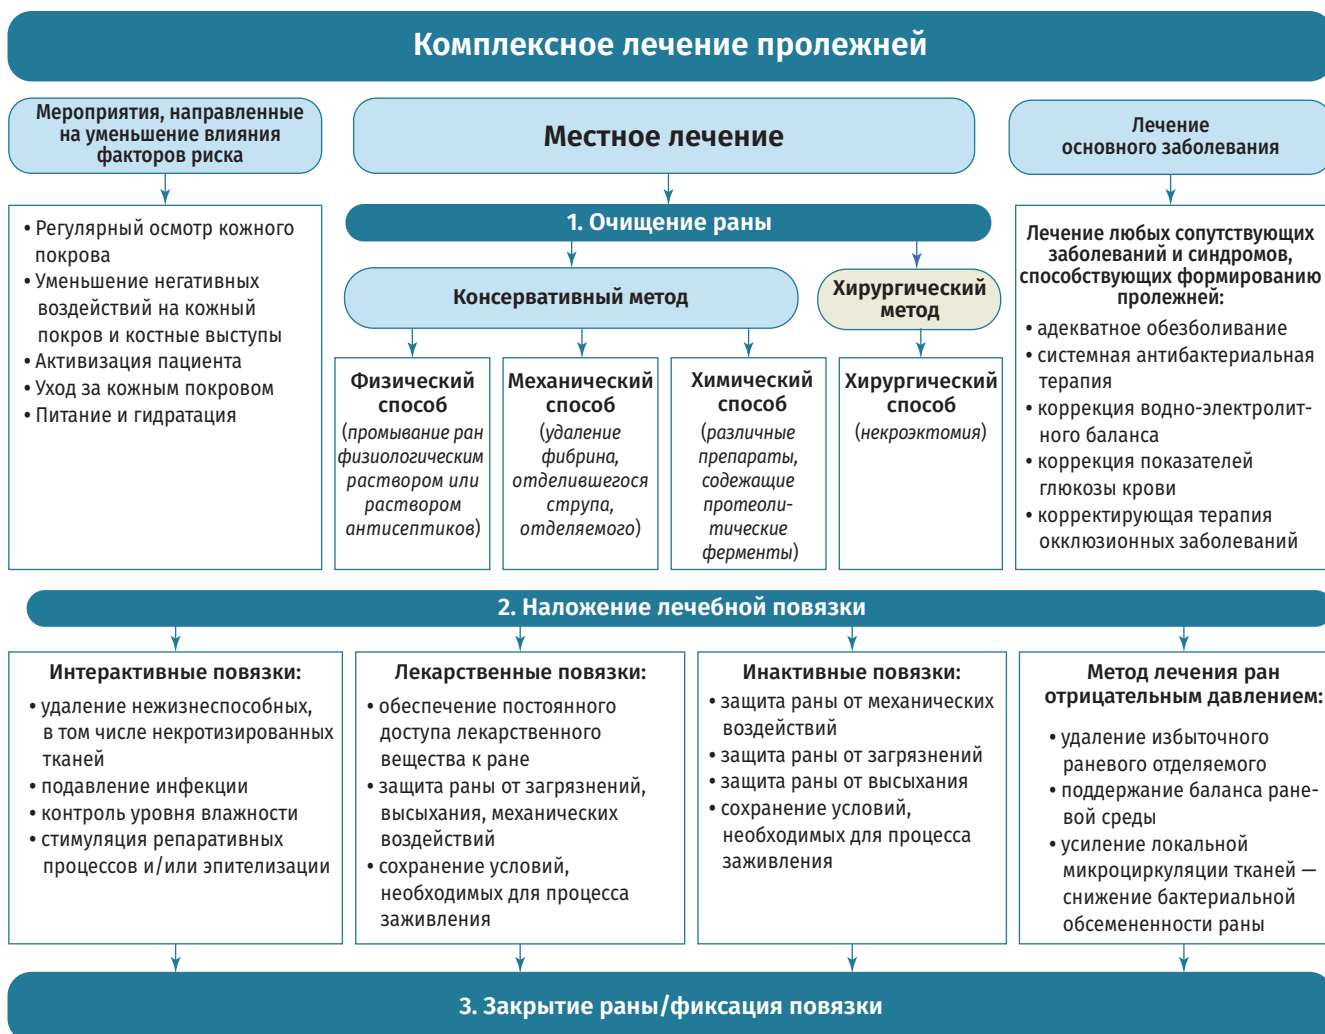 Комплексное лечение пролежней
Мероприятия, направленные
на уменьшение влияния
факторов риска
Местное лечение
Лечение
основного заболевания
• Регулярный осмотр кожного
покрова
• Уменьшение негативных
воздействий на кожный
покров и костные выступы
• Активизация пациента
• Уход за кожным покровом
• Питание и гидратация
1. Очищение раны
Консервативный метод
Хирургический
метод
Физический
способ
(промывание ран
физиологическим
раствором или
раствором
антисептиков)
Механический
способ
(удаление
фибрина,
отделившегося
струпа,
отделяемого)
Химический
способ
(различные
препараты,
содежащие
протеоли-
тические
ферменты)
Хирургический
способ
(некроэктомия)
Лечение любых сопутствующих
заболеваний и синдромов,
способствующих формированию
пролежней:
• адекватное обезболивание
• системная антибактериальная
терапия
• коррекция водно-электролит-
ного баланса
• коррекция показателей
глюкозы крови
• корректирующая терапия
окклюзионных заболеваний
2. Наложение лечебной повязки
Интерактивные повязки:
• удаление нежизнеспособных,
в том числе некротизированных
тканей
• подавление инфекции
• контроль уровня влажности
• стимуляция репаративных
процессов и/или эпителизации
Лекарственные повязки:
• обеспечение постоянного
доступа лекарственного
вещества к ране
• защита раны от загрязнений,
высыхания, механических
воздействий
• сохранение условий,
необходимых для процесса
заживления
Инактивные повязки:
• защита раны от механических
воздействий
• защита раны от загрязнений
• защита раны от высыхания
• сохранение условий,
необходимых для процесса
заживления
Метод лечения ран
отрицательным давлением:
• удаление избыточного
раневого отделяемого
• поддержание баланса ране-
вой среды
• усиление локальной
микроциркуляции тканей —
снижение бактериальной
обсемененности раны
3. Закрытие раны/фиксация повязки